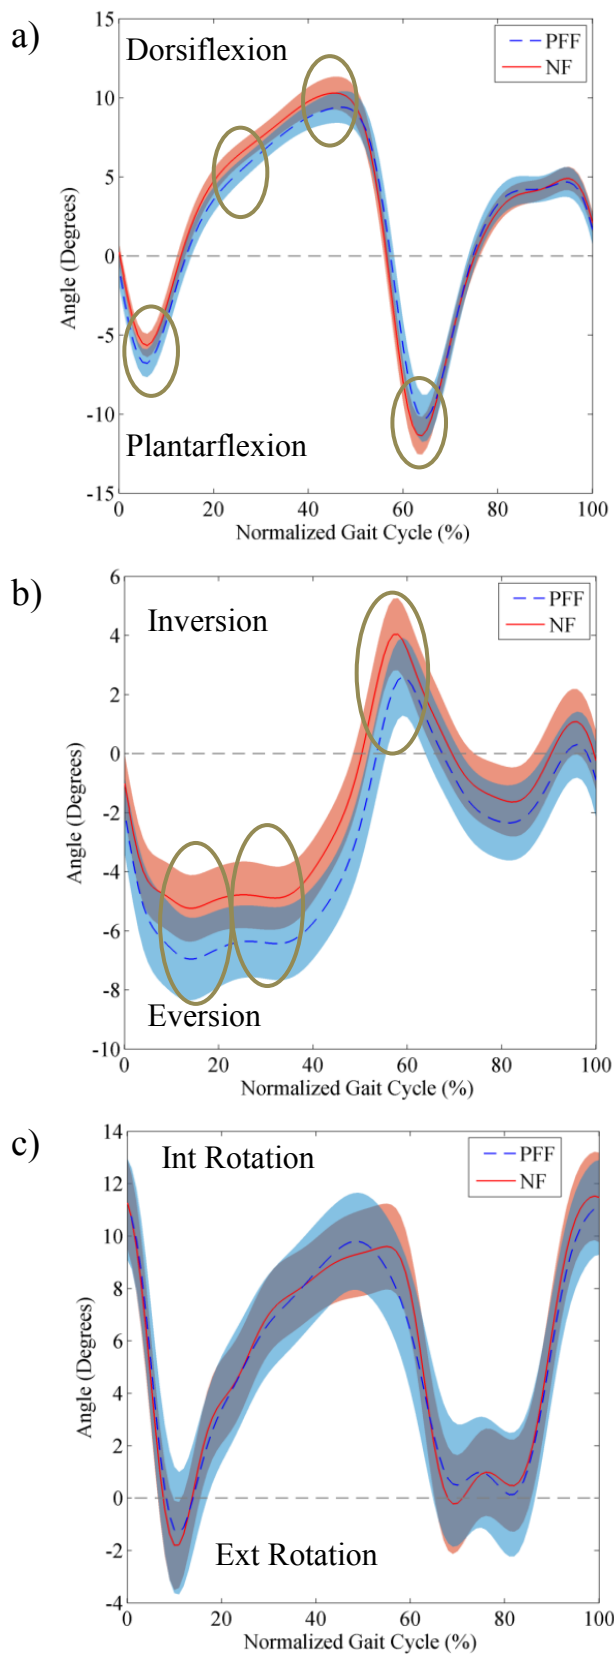 a)
Dorsiflexion
PFF
NF
15
10
5
0
-5
-10
-15
Angle (Degrees)
Plantarflexion
0 20 40 60 80 100
Normalized Gait Cycle (%)
b)
Inversion
PFF
NF
6
4
2
0
-2
-4
-6
-8
-10
Angle (Degrees)
Eversion
0 20 40 60 80 100
Normalized Gait Cycle (%)
c)
Int Rotation
PFF
NF
14
12
10
8
6
4
2
0
-2
-4
Angle (Degrees)
Ext Rotation
0 20 40 60 80 100
Normalized Gait Cycle (%)